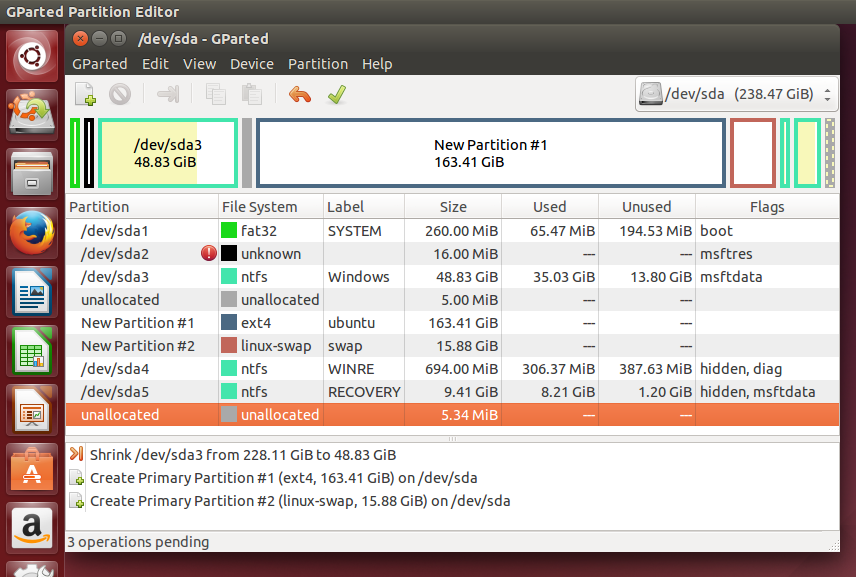 GParted Partition Editor
/dev/sda - GParted
GParted Edit View Device Partition Help
/dev/sda (238.47 GiB)
/dev/sda3
48.83 GiB
New Partition #1
163.41 GiB
Partition File System Label Size Used Unused Flags
/dev/sda1 fat32 SYSTEM 260.00 MiB 65.47 MiB 194.53 MiB boot
/dev/sda2 unknown 16.00 MiB --- --- msftres
/dev/sda3 ntfs Windows 48.83 GiB 35.03 GiB 13.80 GiB msftdata
unallocated unallocated 5.00 MiB --- ---
New Partition #1 ext4 ubuntu 163.41 GiB --- ---
New Partition #2 linux-swap swap 15.88 GiB --- ---
/dev/sda4 ntfs WINRE 694.00 MiB 306.37 MiB 387.63 MiB hidden, diag
/dev/sda5 ntfs RECOVERY 9.41 GiB 8.21 GiB 1.20 GiB hidden, msftdata
unallocated unallocated 5.34 MiB --- ---
Shrink /dev/sda3 from 228.11 GiB to 48.83 GiB
Create Primary Partition #1 (ext4, 163.41 GiB) on /dev/sda
Create Primary Partition #2 (linux-swap, 15.88 GiB) on /dev/sda
3 operations pending